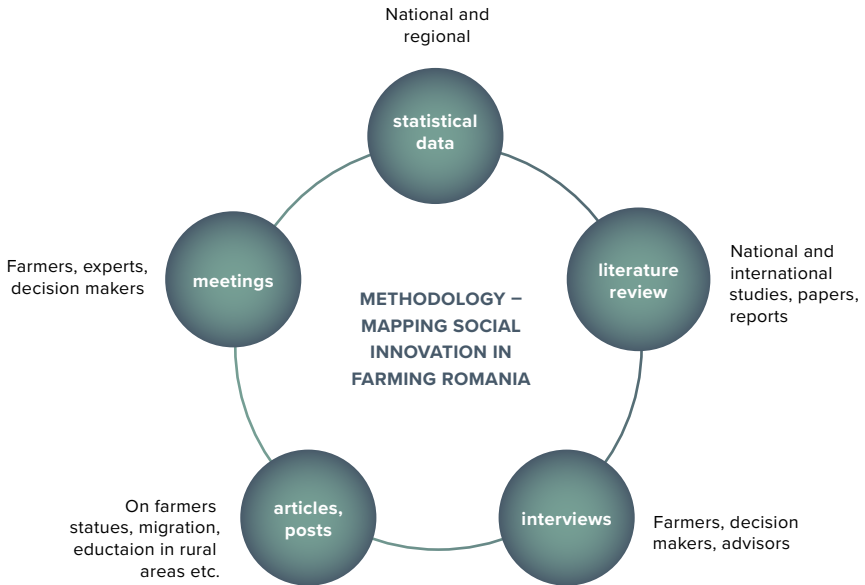 National and
regional
statistical
data
literature
review
National and
international
studies, papers,
reports
Farmers, experts,
decision makers
meetings
METHODOLOGY –
MAPPING SOCIAL
INNOVATION IN
FARMING ROMANIA
On farmers
statues, migration,
eductaion in rural
areas etc.
articles,
posts
interviews
Farmers, decision
makers, advisors